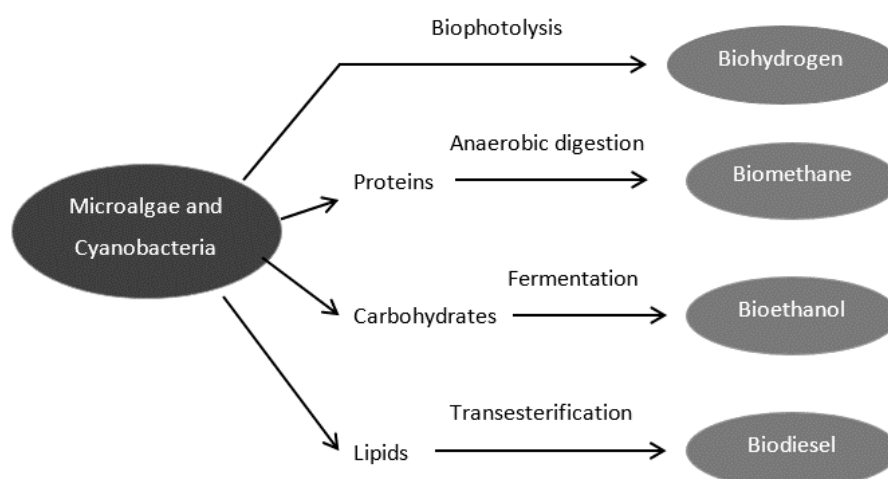 Biophotolysis
Biohydrogen
Anaerobic digestion
Proteins
Biomethane
Microalgae and
Cyanobacteria
Fermentation
Carbohydrates
Bioethanol
Transesterification
Lipids
Biodiesel